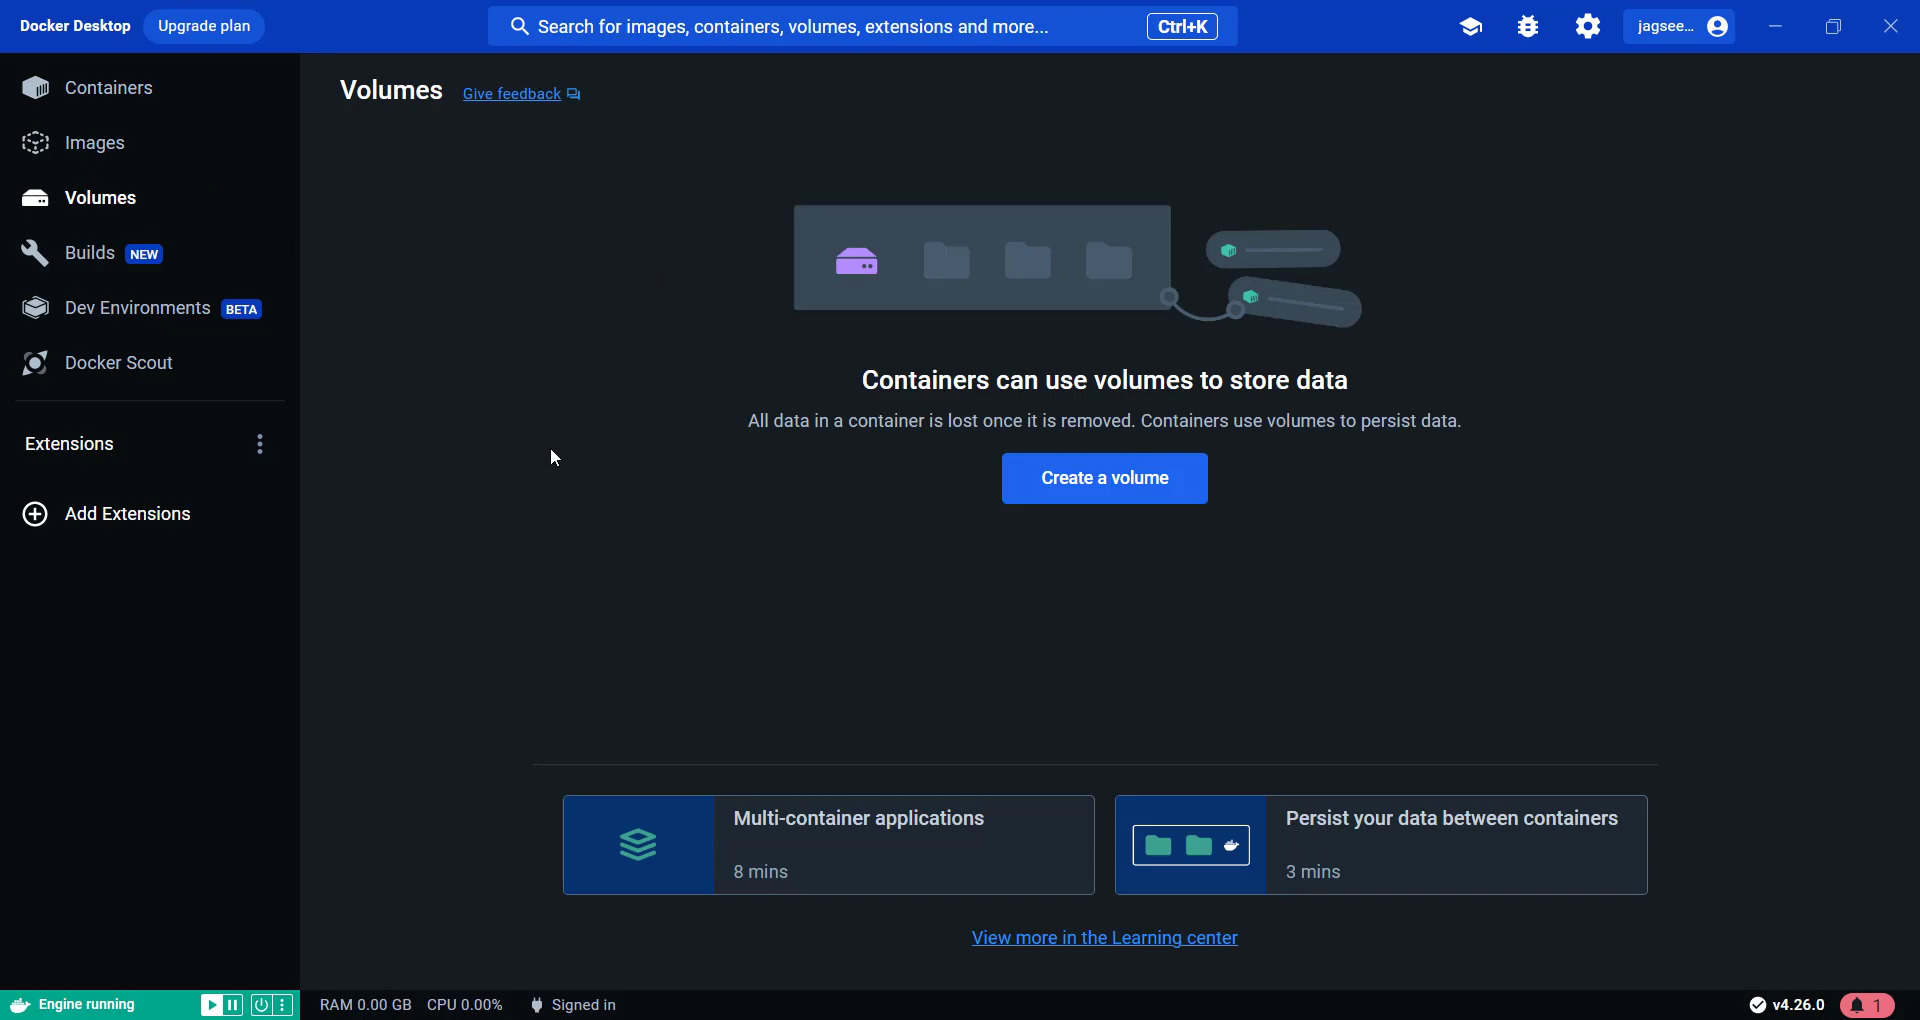 Docker Desktop
Upgrade plan
Search for images, containers, volumes, extensions and more...
Ctrl+K
jagsee...
Containers
Images
Volumes
Builds NEW
Dev Environments BETA
Docker Scout
Extensions
Add Extensions
Volumes
Give feedback
Containers can use volumes to store data
All data in a container is lost once it is removed. Containers use volumes to persist data.
Create a volume
Multi-container applications
8 mins
Persist your data between containers
3 mins
View more in the Learning center
Engine running
RAM 0.00 GB
CPU 0.00%
Signed in
v4.26.0
1